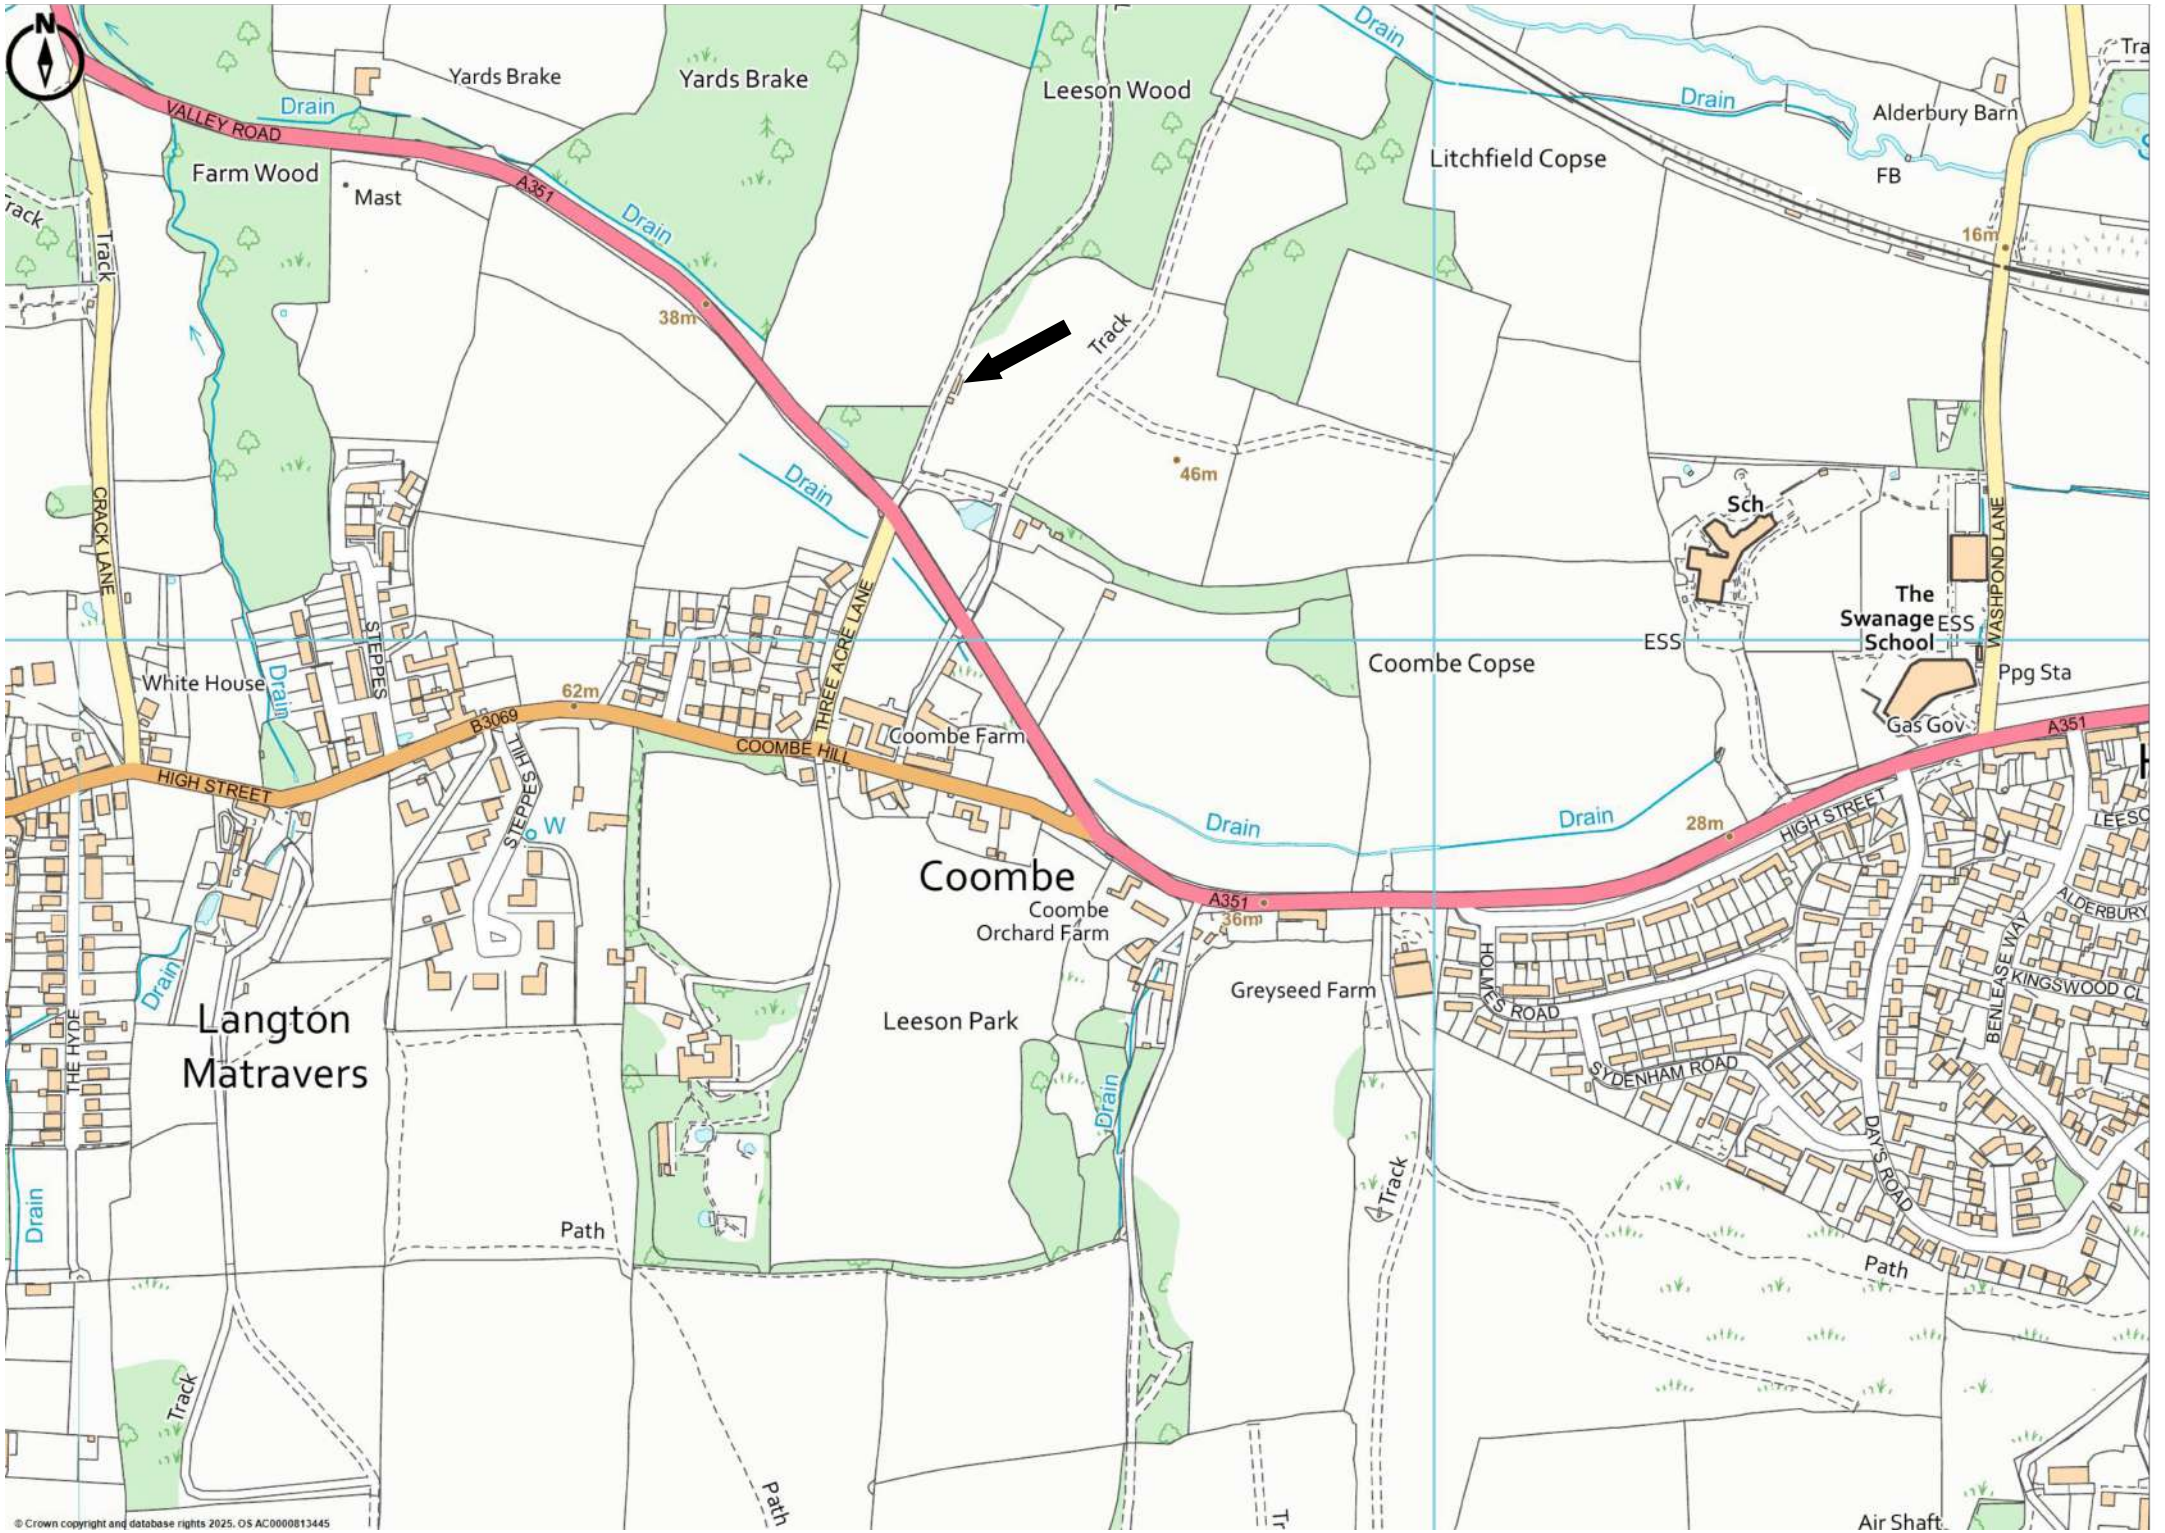 N
Yards Brake
Yards Brake
Leeson Wood
Drain
Drain
Alderbury Barn
Tra
Drain
VALLEY ROAD
Farm Wood
Mast
A351
Drain
Litchfield Copse
FB
Track
16m
38m
Track
Drain
46m
CRACK LANE
Sch
WASHPOND LANE
The
Swanage
School
ESS
ESS
STEPPES
THREE ACRE LANE
White House
Drain
62m
B3069
Coombe Farm
COOMBE HILL
Coombe Copse
Ppg Sta
Gas Gov
A351
HIGH STREET
STEPPES HILL
W
Drain
Drain
28m
HIGH STREET
LEESO
Coombe
Coombe
Orchard Farm
A351
36m
ALDERBURY
Drain
Greyseed Farm
HOLMES ROAD
BENLEASE WAY
KINGSWOOD CL
Langton
Matravers
THE HYDE
Leeson Park
Drain
SYDENHAM ROAD
DAY'S ROAD
Drain
Path
Track
Path
Track
Path
Tr
Air Shaft
© Crown copyright and database rights 2025. OS AC0000813445